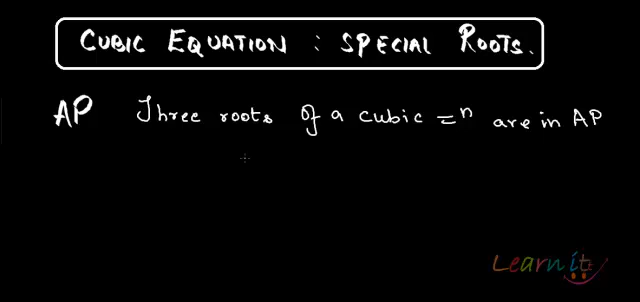 CUBIC EQUATION : SPECIAL ROOTS.
AP Three roots of a cubic =n are in AP
Learnit